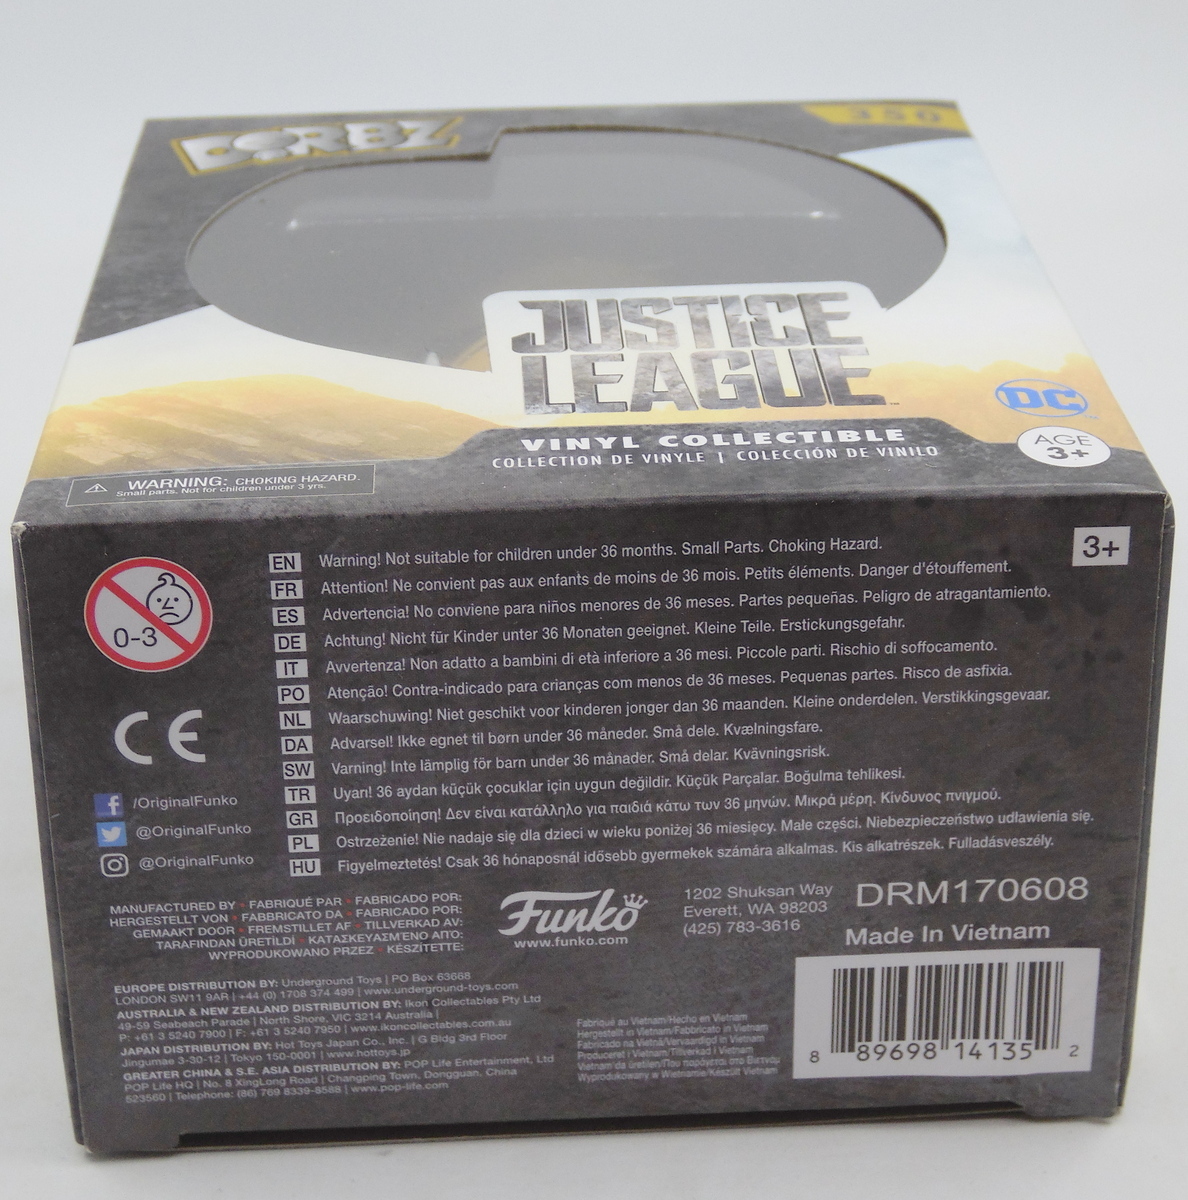 DORBZ
350
JUSTICE
LEAGUE
DC
VINYL COLLECTIBLE
COLLECTION DE VINYLE | COLECCIÓN DE VINILO
AGE
3+
WARNING: CHOKING HAZARD.
Small parts. Not for children under 3 yrs.
3+
0-3
EN Warning! Not suitable for children under 36 months. Small Parts. Choking Hazard.
FR Attention! Ne convient pas aux enfants de moins de 36 mois. Petits éléments. Danger d'étouffement.
ES Advertencia! No conviene para niños menores de 36 meses. Partes pequeñas. Peligro de atragantamiento.
DE Achtung! Nicht für Kinder unter 36 Monaten geeignet. Kleine Teile. Erstickungsgefahr.
IT Avvertenza! Non adatto a bambini di età inferiore a 36 mesi. Piccole parti. Rischio di soffocamento.
PO Atenção! Contra-indicado para crianças com menos de 36 meses. Pequenas partes. Risco de asfixia.
NL Waarschuwing! Niet geschikt voor kinderen jonger dan 36 maanden. Kleine onderdelen. Verstikkingsgevaar.
DA Advarsel! Ikke egnet til børn under 36 måneder. Små dele. Kvælningsfare.
SW Varning! Inte lämplig för barn under 36 månader. Små delar. Kvävningsrisk.
TR Uyarı! 36 aydan küçük çocuklar için uygun değildir. Küçük Parçalar. Boğulma tehlikesi.
GR Προειδοποίηση! Δεν είναι κατάλληλο για παιδιά κάτω των 36 μηνών. Μικρά μέρη. Κίνδυνος πνιγμού.
PL Ostrzeżenie! Nie nadaje się dla dzieci w wieku poniżej 36 miesięcy. Małe części. Niebezpieczeństwo udławienia się.
HU Figyelmeztetés! Csak 36 hónaposnál idősebb gyermekek számára alkalmas. Kis alkatrészek. Fulladásveszély.
CE
/OriginalFunko
@OriginalFunko
@OriginalFunko
MANUFACTURED BY • FABRIQUÉ PAR • FABRICADO POR:
HERGESTELLT VON • FABBRICATO DA • FABRICADO POR:
GEMAAKT DOOR • FREMSTILLET AF • TILLVERKAD AV:
TARAFINDAN ÜRETİLDİ • ΚΑΤΑΣΚΕΥΑΣΜΈΝΟ ΑΠΌ:
WYPRODUKOWANO PRZEZ • KÉSZÍTETTE:
Funko
www.funko.com
1202 Shuksan Way
Everett, WA 98203
(425) 783-3616
DRM170608
Made In Vietnam
EUROPE DISTRIBUTION BY: Underground Toys | PO Box 63668
LONDON SW11 9AR | +44 (0) 1708 374 499 | www.underground-toys.com
AUSTRALIA & NEW ZEALAND DISTRIBUTION BY: Ikon Collectables Pty Ltd
49-59 Seabeach Parade | North Shore, VIC 3214 Australia |
P: +61 3 5240 7900 | F: +61 3 5240 7950 | www.ikoncollectables.com.au
JAPAN DISTRIBUTION BY: Hot Toys Japan Co., Inc. | G Bldg 3rd Floor
Jingumae 3-30-12 | Tokyo 150-0001 | www.hottoys.jp
GREATER CHINA & S.E. ASIA DISTRIBUTION BY: POP Life Entertainment, Ltd
POP Life HQ | No. 8 XingLong Road | Changping Town, Dongguan, China
523560 | Telephone: (86) 769 8339-8588 | www.pop-life.com
Fabriqué au Vietnam/Hecho en Vietnam
Hergestellt in Vietnam/Fabbricato in Vietnam
Fabricado na Vietnã/Vervaardigd in Vietnam
Produceret i Vietnam/Tillverkad i Vietnam
Vietnam'da üretilen/Που παράγεται στο Βιετνάμ
Wyprodukowany w Wietnamie/Készült Vietnam
8 89698 14135 2